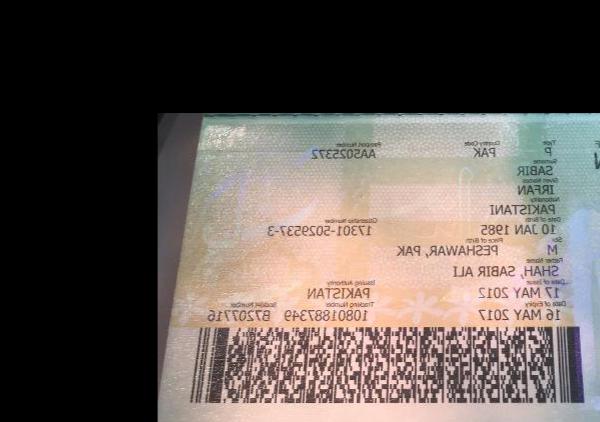 Type Country Code Passport Number
P PAK AA5025372
Surname
SABIR
Given Names
IRFAN
Nationality
PAKISTANI
Date of Birth Citizenship Number
10 JAN 1985 17301-5029537-3
Sex Place of Birth
M PESHAWAR, PAK
Father Name
SHAH, SABIR ALI
Date of Issue Issuing Authority
17 MAY 2012 PAKISTAN
Date of Expiry Tracking Number Booklet Number
16 MAY 2017 10801887349 B7207716